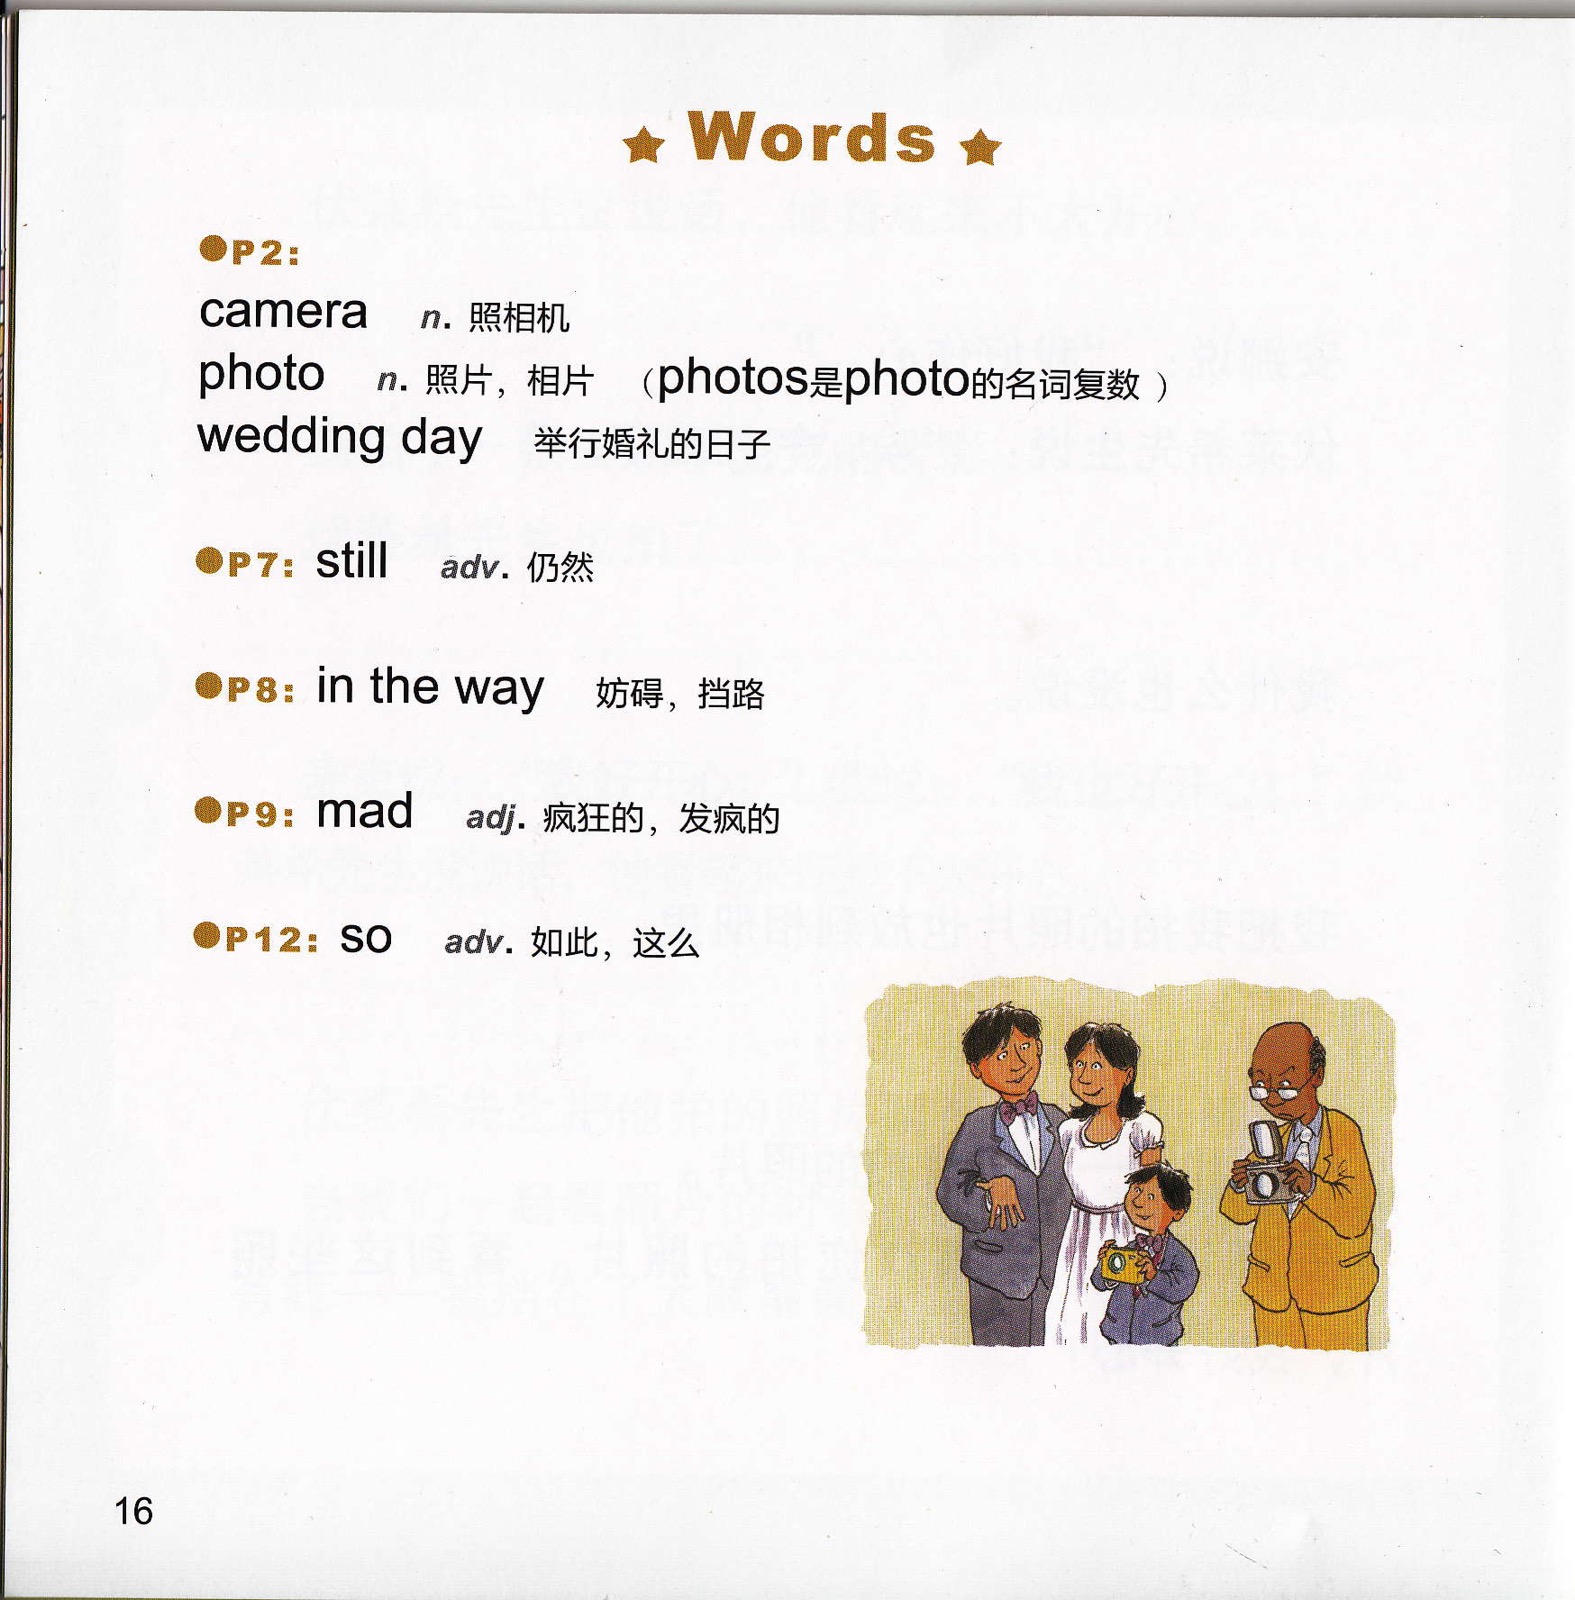 ★ Words ★
●P2:
camera n. 照相机
photo n. 照片，相片 （photos是photo的名词复数 ）
wedding day 举行婚礼的日子
●P7: still adv. 仍然
●P8: in the way 妨碍，挡路
●P9: mad adj. 疯狂的，发疯的
●P12: so adv. 如此，这么
16